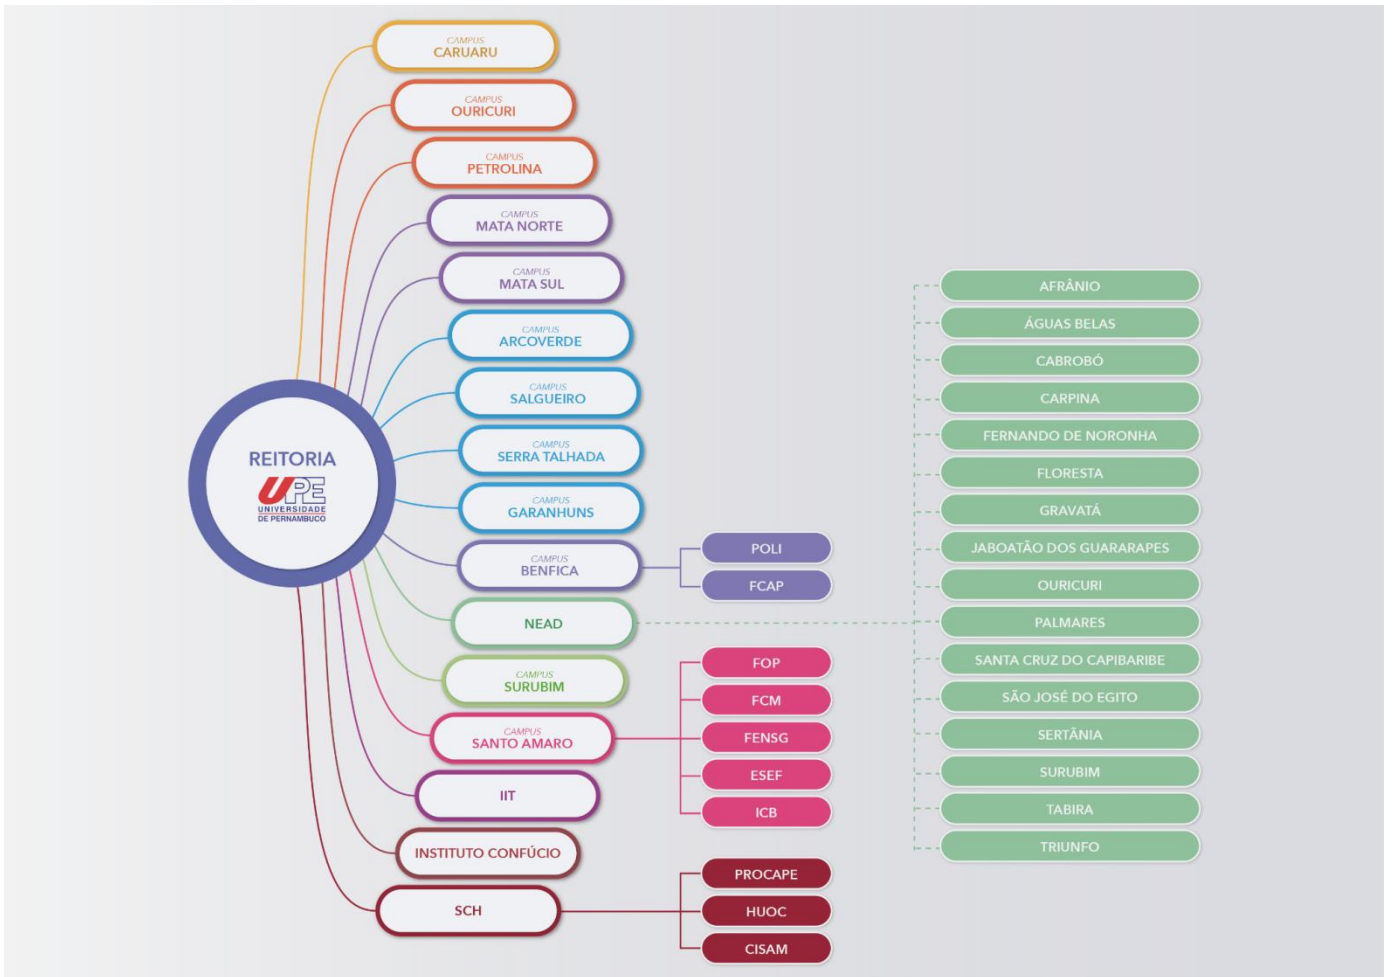 CAMPUS
CARUARU
CAMPUS
OURICURI
CAMPUS
PETROLINA
CAMPUS
MATA NORTE
CAMPUS
MATA SUL
CAMPUS
ARCOVERDE
CAMPUS
SALGUEIRO
CAMPUS
SERRA TALHADA
CAMPUS
GARANHUNS
CAMPUS
BENFICA
NEAD
CAMPUS
SURUBIM
CAMPUS
SANTO AMARO
IIT
INSTITUTO CONFÚCIO
SCH
REITORIA
UPE
UNIVERSIDADE
DE PERNAMBUCO
POLI
FCAP
FOP
FCM
FENSG
ESEF
ICB
PROCAPE
HUOC
CISAM
AFRÂNIO
ÁGUAS BELAS
CABROBÓ
CARPINA
FERNANDO DE NORONHA
FLORESTA
GRAVATÁ
JABOATÃO DOS GUARARAPES
OURICURI
PALMARES
SANTA CRUZ DO CAPIBARIBE
SÃO JOSÉ DO EGITO
SERTÂNIA
SURUBIM
TABIRA
TRIUNFO